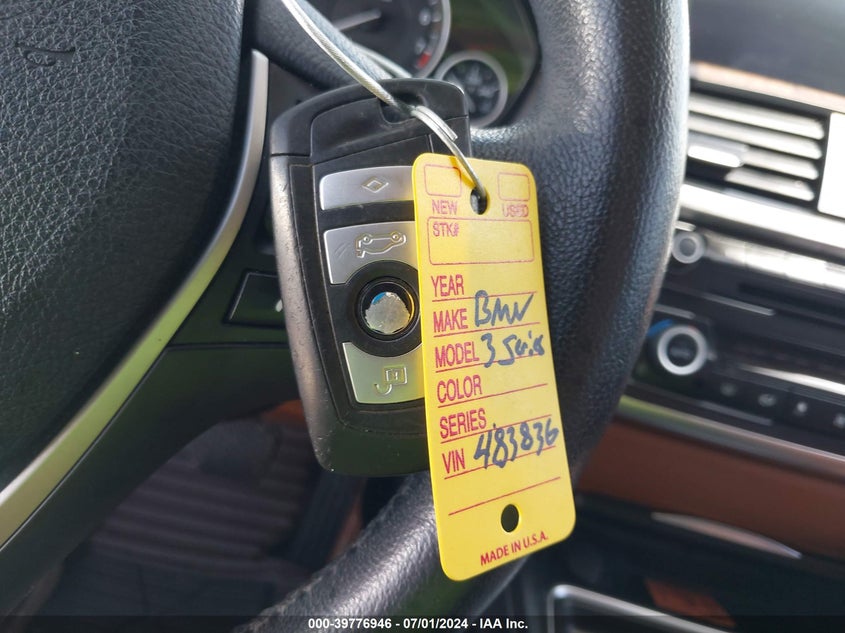 NEW USED
STK#
YEAR
MAKE BMW
MODEL 3 Series
COLOR
SERIES
VIN 483836
MADE IN U.S.A.
000-39776946 - 07/01/2024 - IAA Inc.